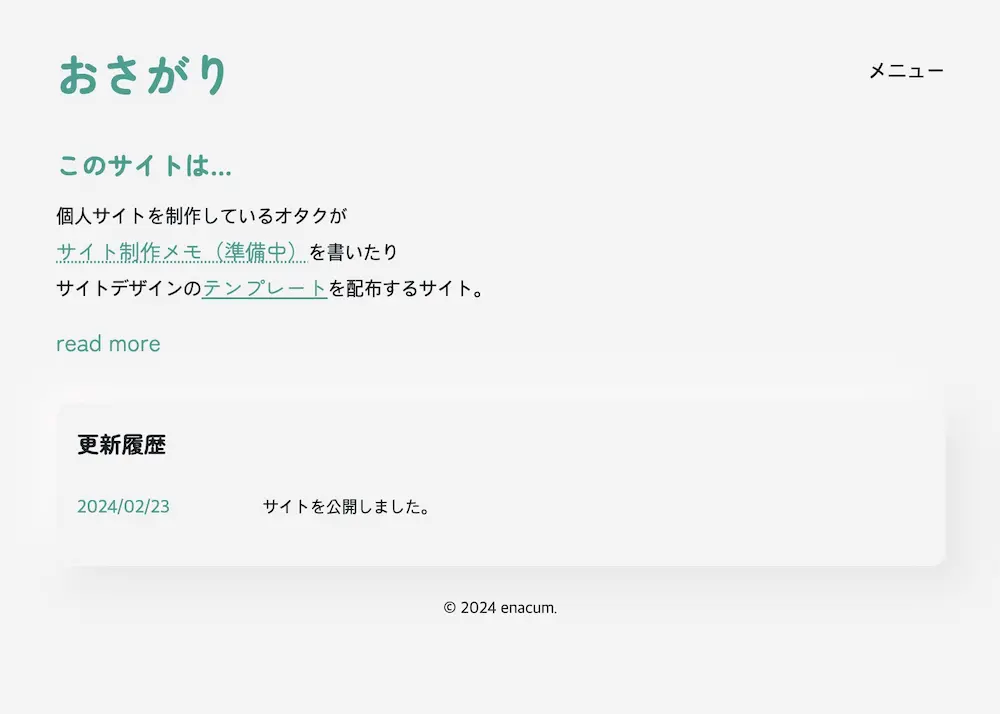 おさがり
メニュー
このサイトは…
個人サイトを制作しているオタクが
サイト制作メモ（準備中）を書いたり
サイトデザインのテンプレートを配布するサイト。
read more
更新履歴
2024/02/23 サイトを公開しました。
© 2024 enacum.